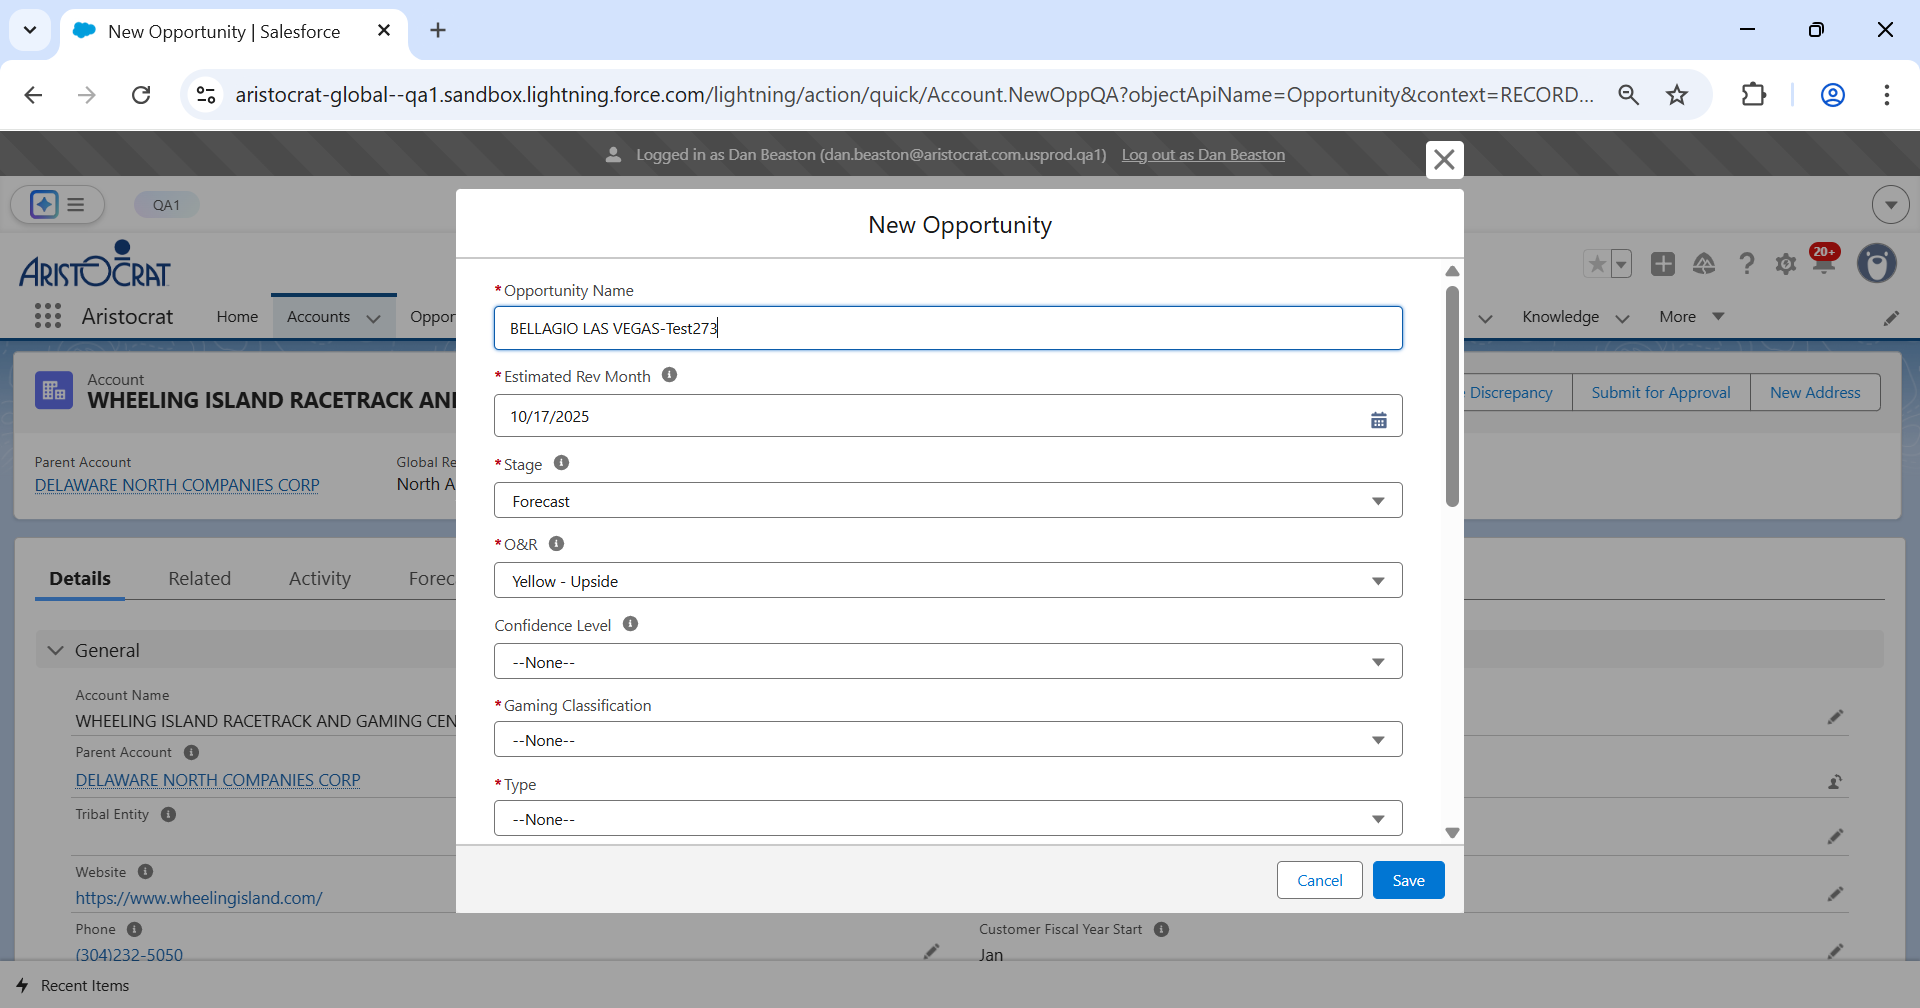 New Opportunity | Salesforce
aristocrat-global--qa1.sandbox.lightning.force.com/lightning/action/quick/Account.NewOppQA?objectApiName=Opportunity&context=RECORD...
Logged in as Dan Beaston (dan.beaston@aristocrat.com.usprod.qa1) Log out as Dan Beaston
QA1
ARISTOCRAT
20+
Aristocrat Home Accounts Oppor Knowledge More
Account
WHEELING ISLAND RACETRACK AN
Discrepancy Submit for Approval New Address
Parent Account Global Re
DELAWARE NORTH COMPANIES CORP North A
Details Related Activity Forec
General
Account Name
WHEELING ISLAND RACETRACK AND GAMING CEN
Parent Account
DELAWARE NORTH COMPANIES CORP
Tribal Entity
Website
https://www.wheelingisland.com/
Phone Customer Fiscal Year Start
(304)232-5050 Jan
New Opportunity
*Opportunity Name
BELLAGIO LAS VEGAS-Test273
*Estimated Rev Month
10/17/2025
*Stage
Forecast
*O&R
Yellow - Upside
Confidence Level
--None--
*Gaming Classification
--None--
*Type
--None--
Cancel Save
Recent Items